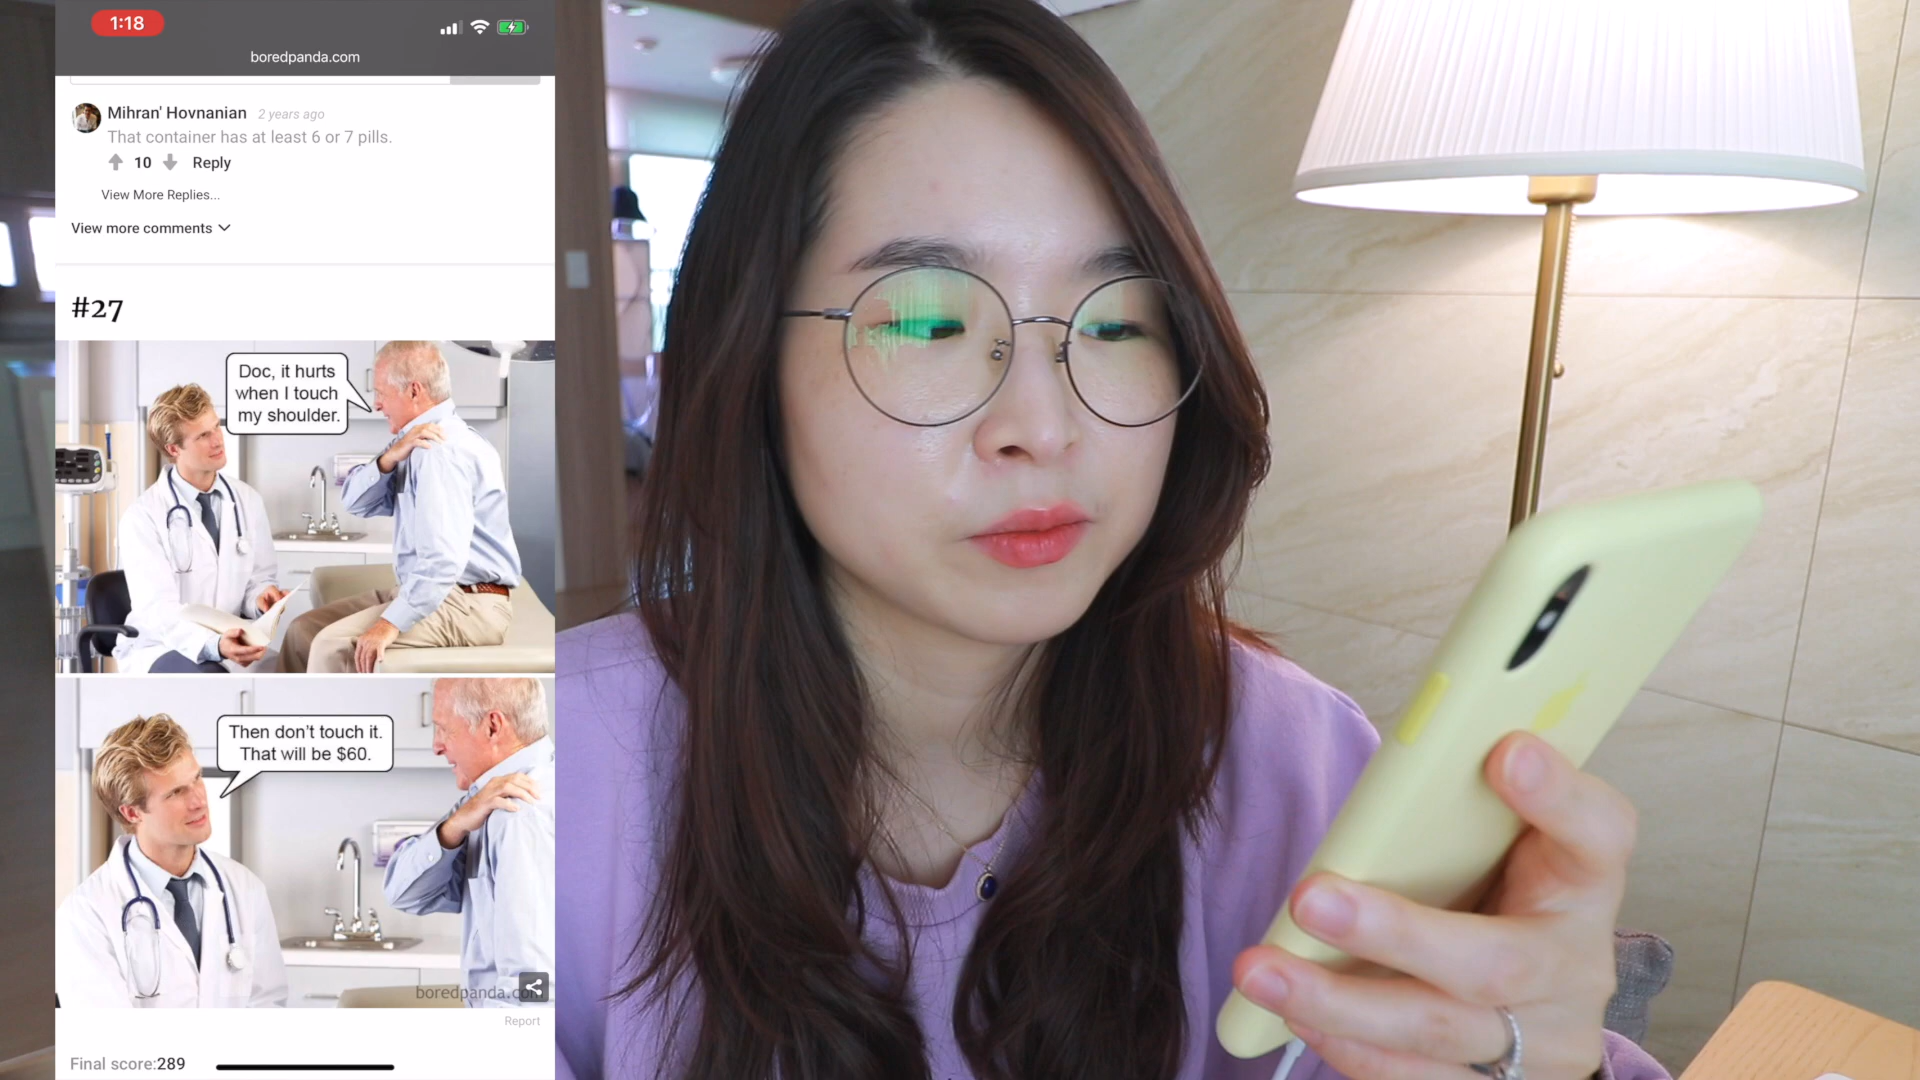 1:18
boredpanda.com
Mihran' Hovnanian 2 years ago
That container has at least 6 or 7 pills.
10 Reply
View More Replies...
View more comments
#27
Doc, it hurts
when I touch
my shoulder.
Then don't touch it.
That will be $60.
boredpanda.com
Report
Final score:289